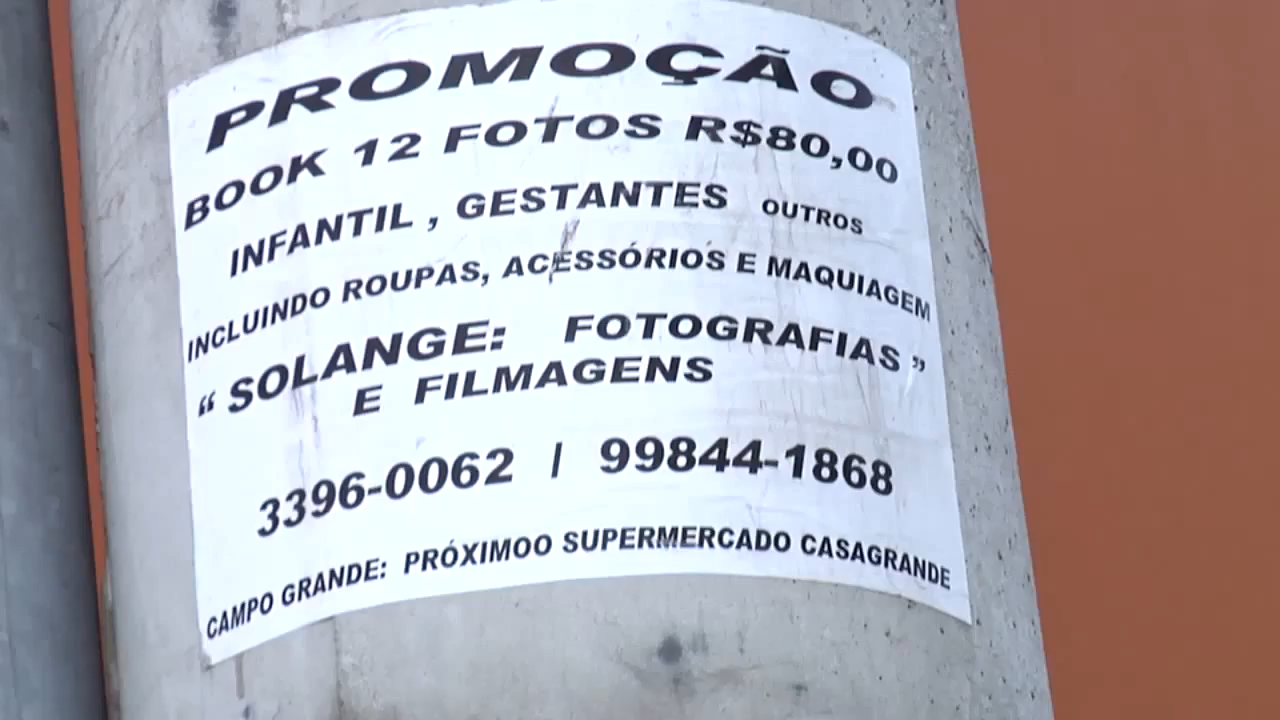 PROMOÇÃO
BOOK 12 FOTOS R$80,00
INFANTIL , GESTANTES OUTROS
INCLUINDO ROUPAS, ACESSÓRIOS E MAQUIAGEM
“ SOLANGE: FOTOGRAFIAS ”
E FILMAGENS
3396-0062 / 99844-1868
CAMPO GRANDE: PRÓXIMOO SUPERMERCADO CASAGRANDE